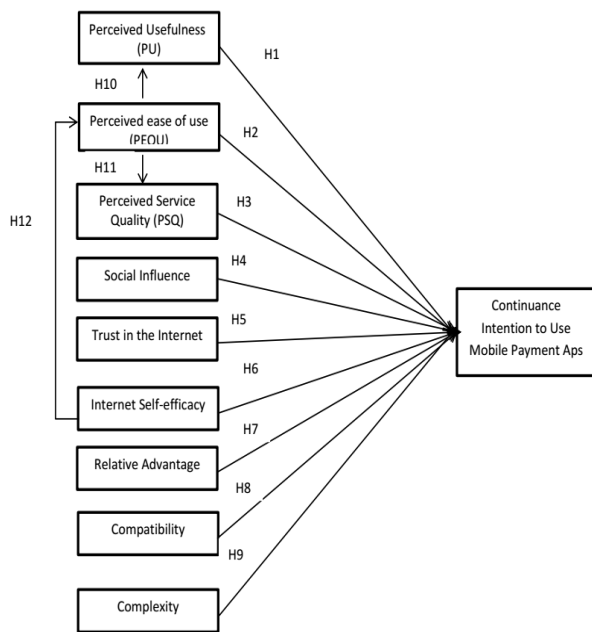 Perceived Usefulness
(PU)
H1
H10
Perceived ease of use
(PEOU)
H2
H11
H12
Perceived Service
Quality (PSQ)
H3
H4
Social Influence
Continuance
Intention to Use
Mobile Payment Aps
H5
Trust in the Internet
H6
Internet Self-efficacy
H7
Relative Advantage
H8
Compatibility
H9
Complexity